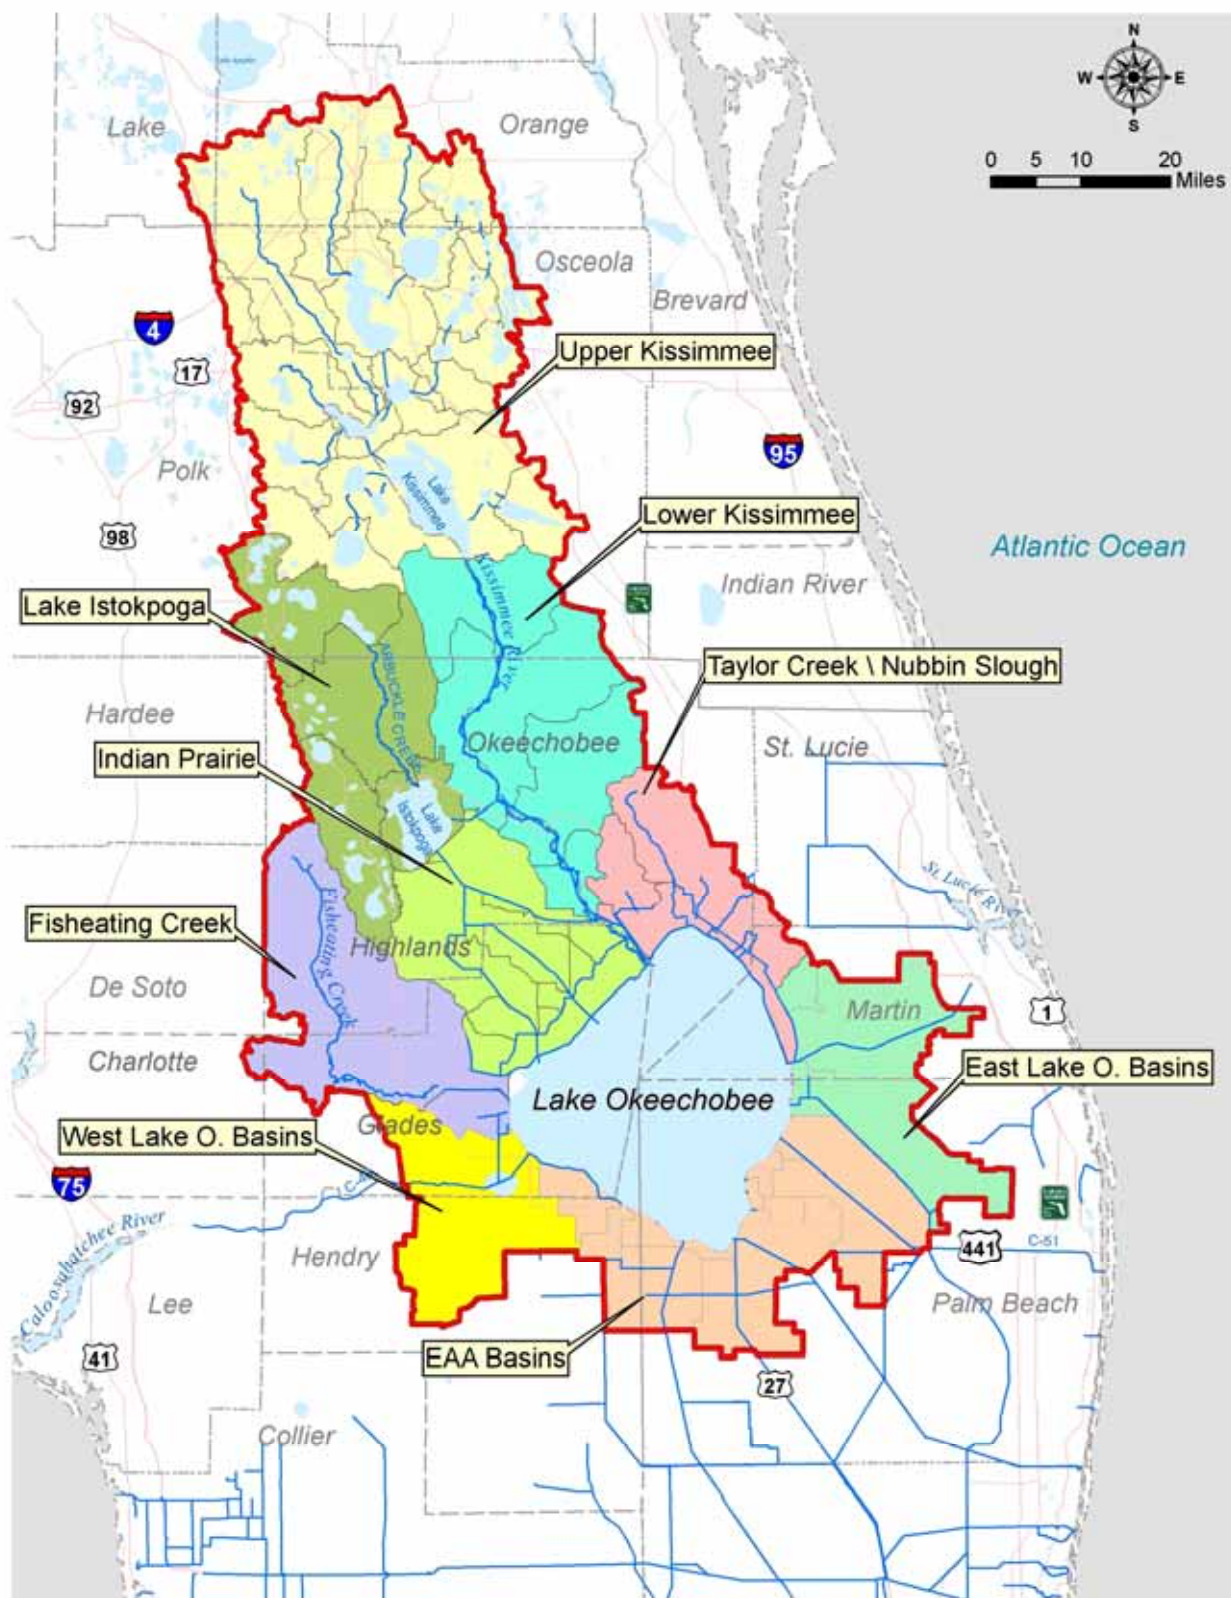 N
W E
S
0 5 10 20
Miles
Lake
Orange
Osceola
Brevard
4
17
Upper Kissimmee
92
95
Polk
Lake
Kissimmee
98
Lower Kissimmee
Atlantic Ocean
Kissimmee River
Indian River
Lake Istokpoga
ARBUCKLE CREEK
Taylor Creek \ Nubbin Slough
Hardee
Okeechobee
St. Lucie
Indian Prairie
Lake
Istokpoga
St. Lucie River
Fisheating Creek
Fisheating Creek
Highlands
De Soto
Martin
1
Charlotte
East Lake O. Basins
Lake Okeechobee
Glades
West Lake O. Basins
75
Caloosahatchee River
Hendry
441
C-51
Lee
Palm Beach
41
EAA Basins
27
Collier